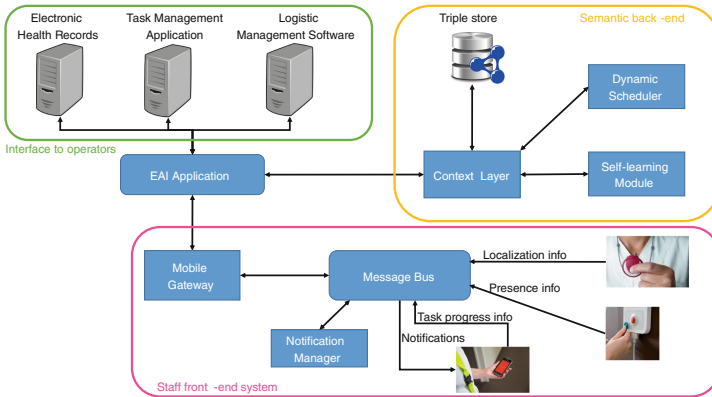 Electronic
Health Records
Task Management
Application
Logistic
Management Software
Interface to operators
Triple store
Semantic back -end
Dynamic
Scheduler
Context Layer
Self-learning
Module
EAI Application
Mobile
Gateway
Message Bus
Localization info
Presence info
Task progress info
Notifications
Notification
Manager
Staff front -end system